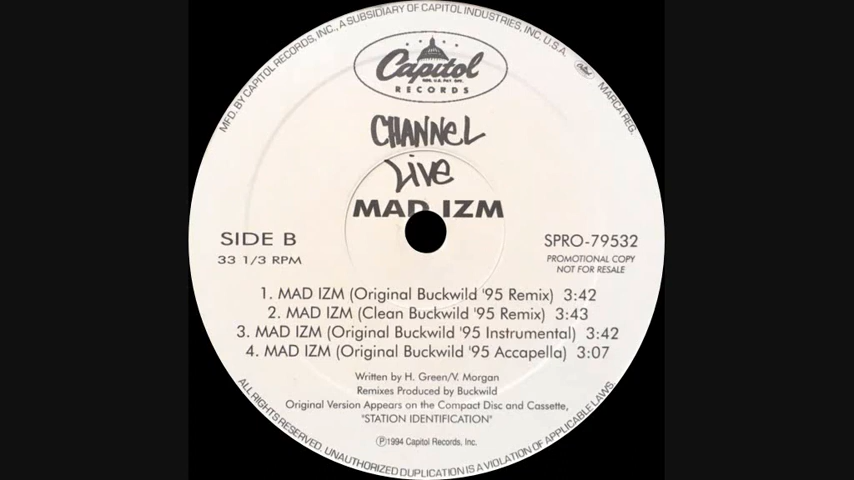 MFD. BY CAPITOL RECORDS, INC., A SUBSIDIARY OF CAPITOL INDUSTRIES, INC. U.S.A.
MARCA REG.
Capitol
RECORDS
CHANNEL
LIVE
MAD IZM
SIDE B
33 1/3 RPM
SPRO-79532
PROMOTIONAL COPY
NOT FOR RESALE
1. MAD IZM (Original Buckwild '95 Remix) 3:42
2. MAD IZM (Clean Buckwild '95 Remix) 3:43
3. MAD IZM (Original Buckwild '95 Instrumental) 3:42
4. MAD IZM (Original Buckwild '95 Accapella) 3:07
Written by H. Green/V. Morgan
Remixes Produced by Buckwild
Original Version Appears on the Compact Disc and Cassette,
"STATION IDENTIFICATION"
Ⓟ1994 Capitol Records, Inc.
ALL RIGHTS RESERVED. UNAUTHORIZED DUPLICATION IS A VIOLATION OF APPLICABLE LAWS.